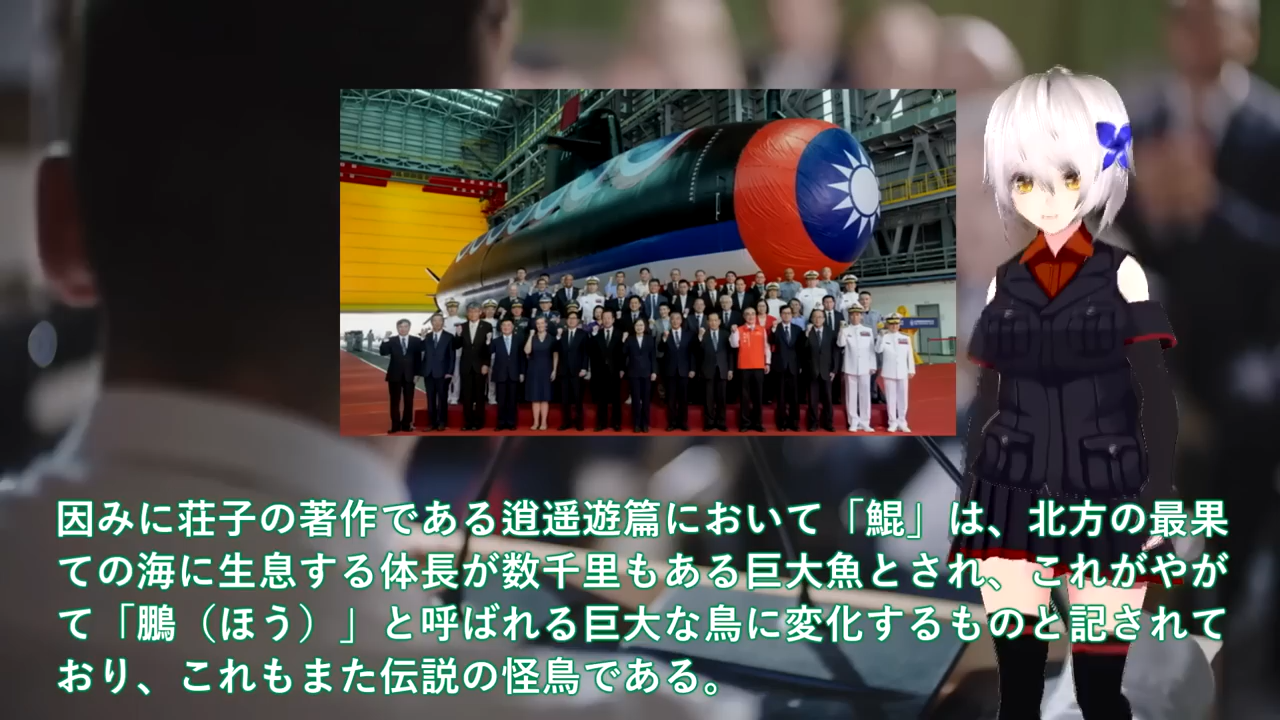 因みに荘子の著作である逍遥遊篇において「鯤」は、北方の最果
ての海に生息する体長が数千里もある巨大魚とされ、これがやが
て「鵬（ほう）」と呼ばれる巨大な鳥に変化するものと記されて
おり、これもまた伝説の怪鳥である。